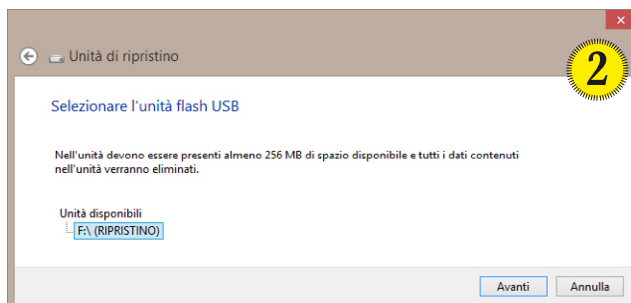 Unità di ripristino
2
Selezionare l'unità flash USB
Nell'unità devono essere presenti almeno 256 MB di spazio disponibile e tutti i dati contenuti
nell'unità verranno eliminati.
Unità disponibili
F:\ (RIPRISTINO)
Avanti Annulla